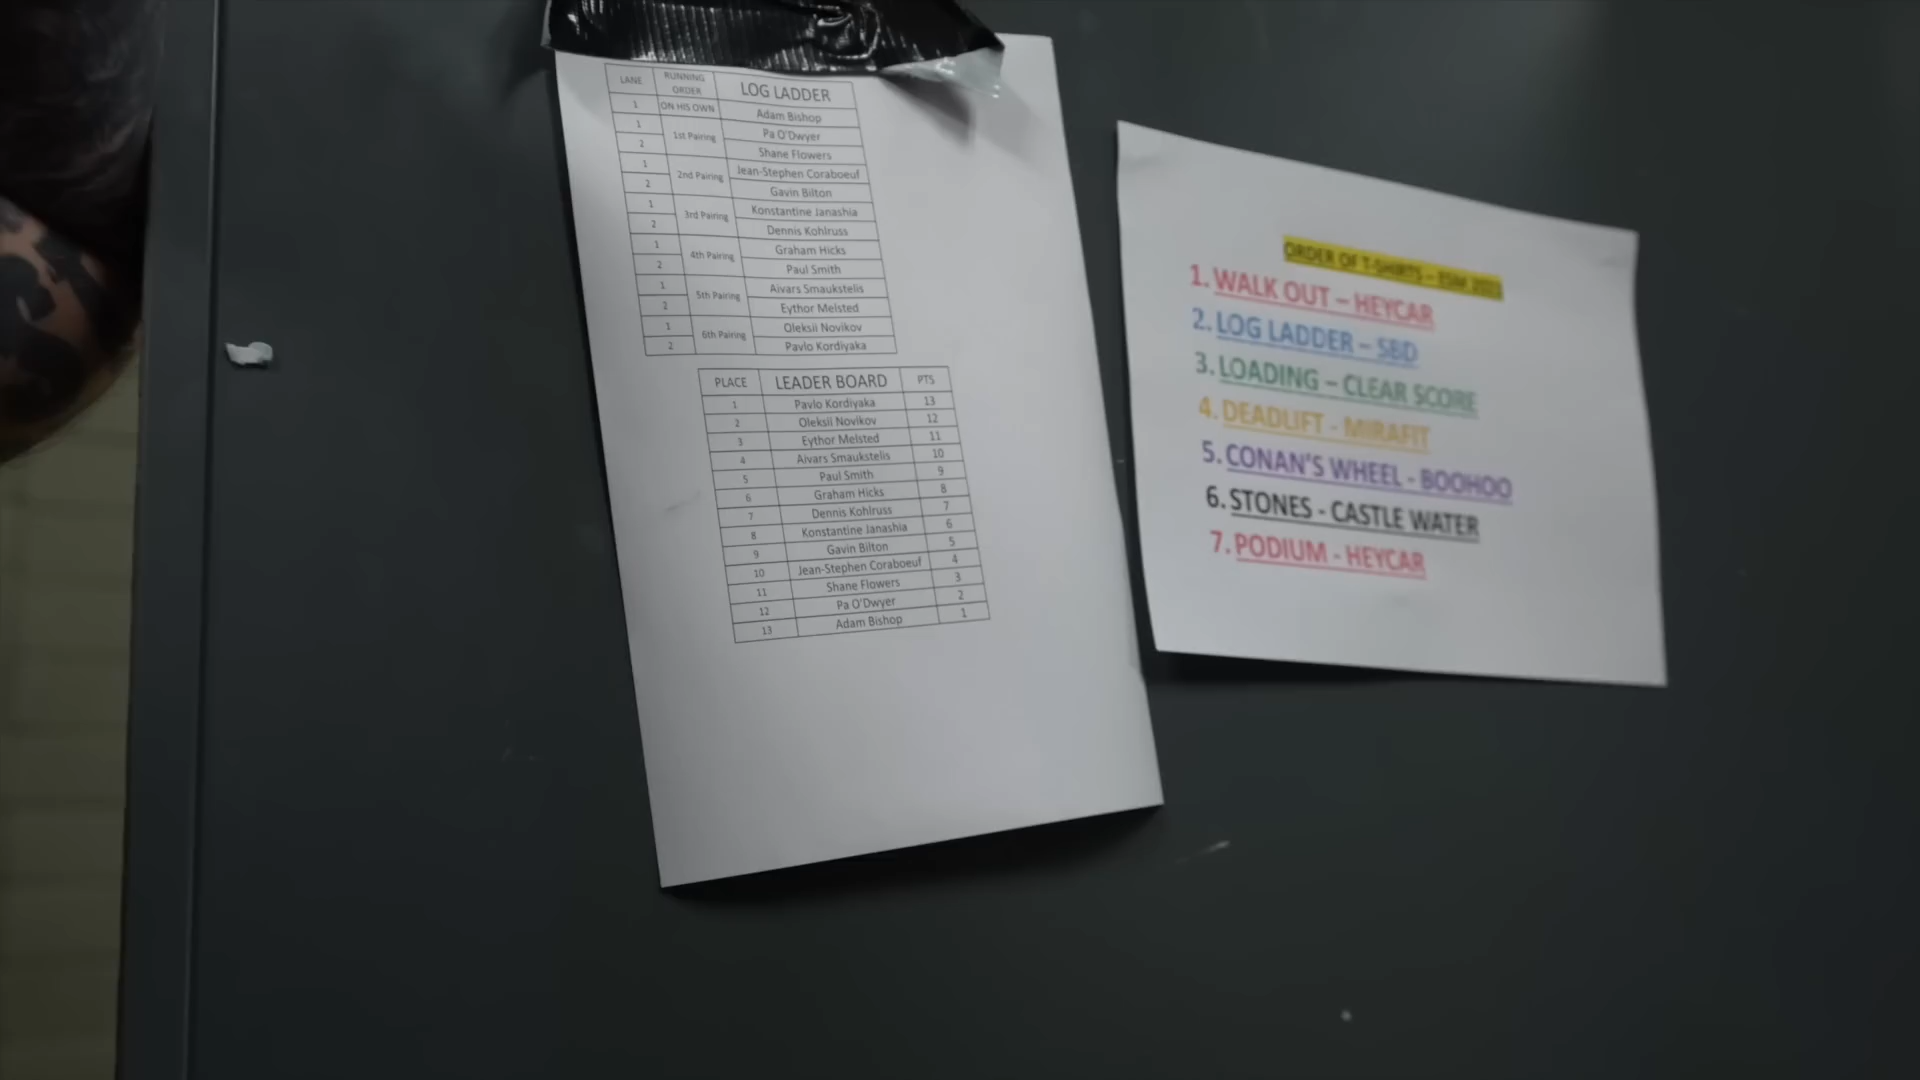 LANE RUNNING ORDER LOG LADDER
1 ON HIS OWN Adam Bishop
1 1st Pairing Pa O'Dwyer
2 Shane Flowers
1 2nd Pairing Jean-Stephen Coraboeuf
2 Gavin Bilton
1 3rd Pairing Konstantine Janashia
2 Dennis Kohlruss
1 4th Pairing Graham Hicks
2 Paul Smith
1 5th Pairing Aivars Smaukstelis
2 Eythor Melsted
1 6th Pairing Oleksii Novikov
2 Pavlo Kordiyaka
PLACE LEADER BOARD PTS
1 Pavlo Kordiyaka 13
2 Oleksii Novikov 12
3 Eythor Melsted 11
4 Aivars Smaukstelis 10
5 Paul Smith 9
6 Graham Hicks 8
7 Dennis Kohlruss 7
8 Konstantine Janashia 6
9 Gavin Bilton 5
10 Jean-Stephen Coraboeuf 4
11 Shane Flowers 3
12 Pa O'Dwyer 2
13 Adam Bishop 1
ORDER OF T-SHIRTS – ESM
1. WALK OUT – HEYCAR
2. LOG LADDER – SBD
3. LOADING – CLEAR SCORE
4. DEADLIFT - MIRAFIT
5. CONAN'S WHEEL - BOOHOO
6. STONES - CASTLE WATER
7. PODIUM - HEYCAR